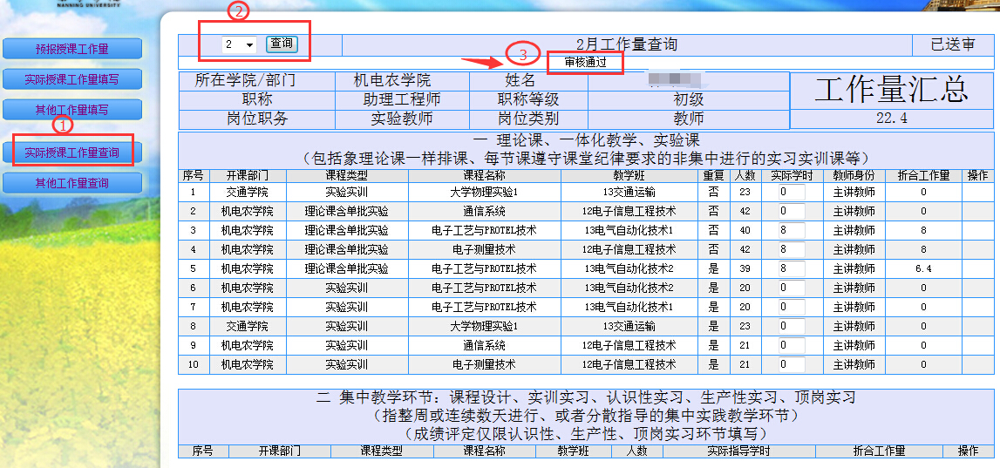 NANNING UNIVERSITY
②
预报授课工作量
2 查询 2月工作量查询 已送审
③ 审核通过
实际授课工作量填写
所在学院/部门 机电农学院 姓名 工作量汇总
职称 助理工程师 职称等级 初级
其他工作量填写
岗位职务 实验教师 岗位类别 教师 22.4
①
实际授课工作量查询
其他工作量查询
一 理论课、一体化教学、实验课
（包括象理论课一样排课、每节课遵守课堂纪律要求的非集中进行的实习实训课等）
序号 开课部门 课程类型 课程名称 教学班 重复 人数 实际学时 教师身份 折合工作量 操作
1 交通学院 实验实训 大学物理实验1 13交通运输 否 23 0 主讲教师 0
2 机电农学院 理论课含单批实验 通信系统 12电子信息工程技术 否 42 0 主讲教师 0
3 机电农学院 理论课含单批实验 电子工艺与PROTEL技术 13电气自动化技术1 否 40 8 主讲教师 8
4 机电农学院 理论课含单批实验 电子测量技术 12电子信息工程技术 否 42 8 主讲教师 8
5 机电农学院 理论课含单批实验 电子工艺与PROTEL技术 13电气自动化技术2 是 39 8 主讲教师 6.4
6 机电农学院 实验实训 电子工艺与PROTEL技术 13电气自动化技术2 是 20 0 主讲教师 0
7 机电农学院 实验实训 电子工艺与PROTEL技术 13电气自动化技术1 是 20 0 主讲教师 0
8 交通学院 实验实训 大学物理实验1 13交通运输 是 23 0 主讲教师 0
9 机电农学院 实验实训 通信系统 12电子信息工程技术 是 21 0 主讲教师 0
10 机电农学院 实验实训 电子测量技术 12电子信息工程技术 是 21 0 主讲教师 0
二 集中教学环节：课程设计、实训实习、认识性实习、生产性实习、顶岗实习
（指整周或连续数天进行、或者分散指导的集中实践教学环节）
（成绩评定仅限认识性、生产性、顶岗实习环节填写）
序号 开课部门 课程类型 课程名称 教学班 人数 实际指导学时 折合工作量 操作